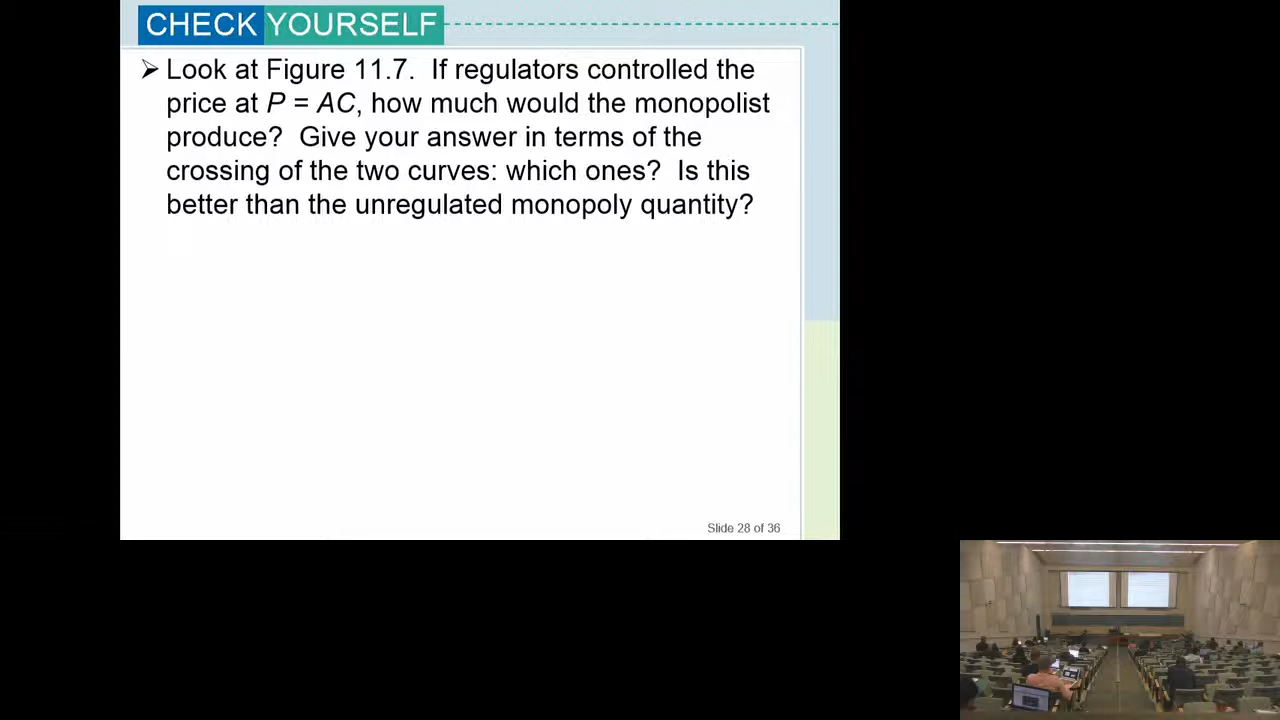 CHECK YOURSELF
➢ Look at Figure 11.7. If regulators controlled the
price at P = AC, how much would the monopolist
produce? Give your answer in terms of the
crossing of the two curves: which ones? Is this
better than the unregulated monopoly quantity?
Slide 28 of 36